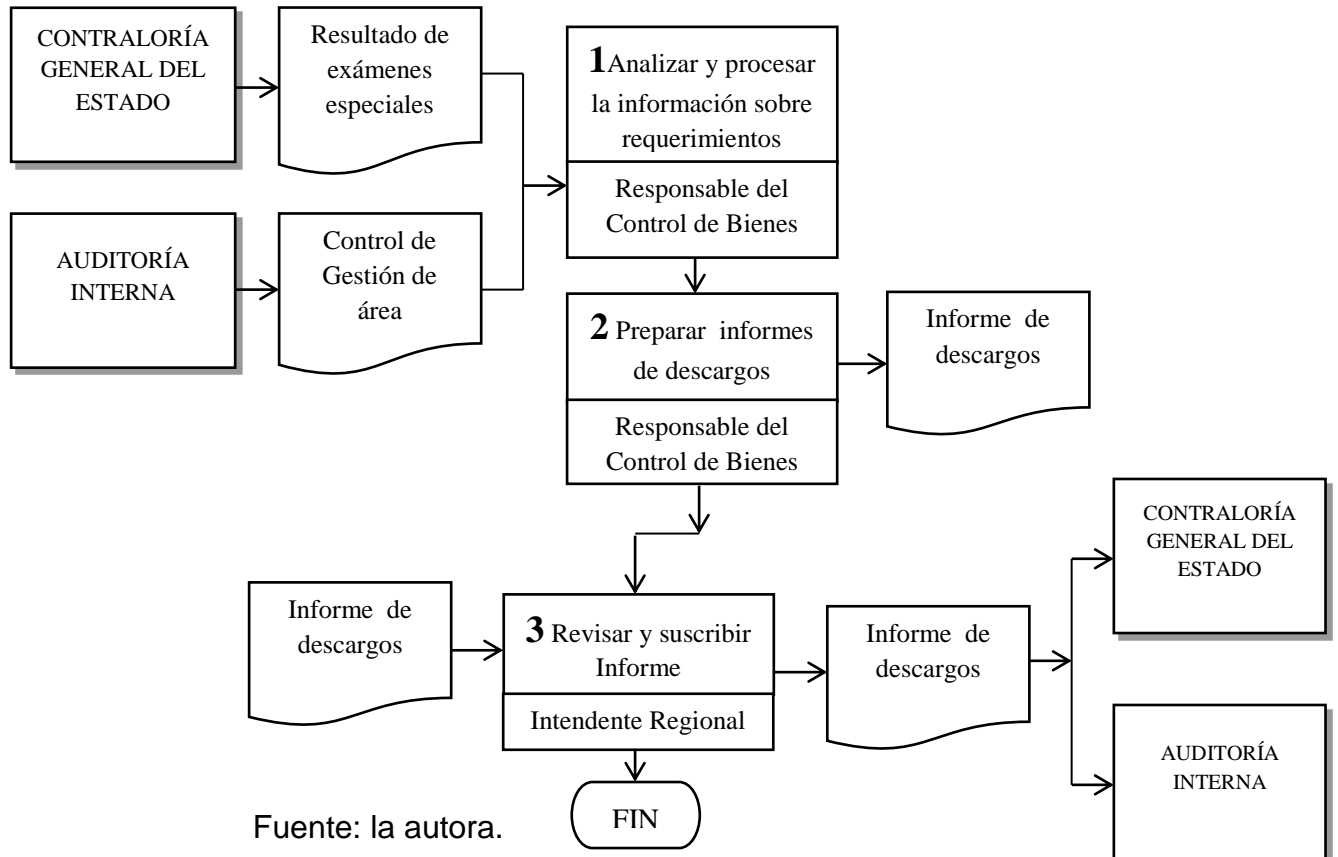 CONTRALORÍA
GENERAL DEL
ESTADO
Resultado de
exámenes
especiales
1 Analizar y procesar
la información sobre
requerimientos
Responsable del
Control de Bienes
AUDITORÍA
INTERNA
Control de
Gestión de
área
2 Preparar informes
de descargos
Responsable del
Control de Bienes
Informe de
descargos
Informe de
descargos
3 Revisar y suscribir
Informe
Intendente Regional
Informe de
descargos
CONTRALORÍA
GENERAL DEL
ESTADO
AUDITORÍA
INTERNA
FIN
Fuente: la autora.